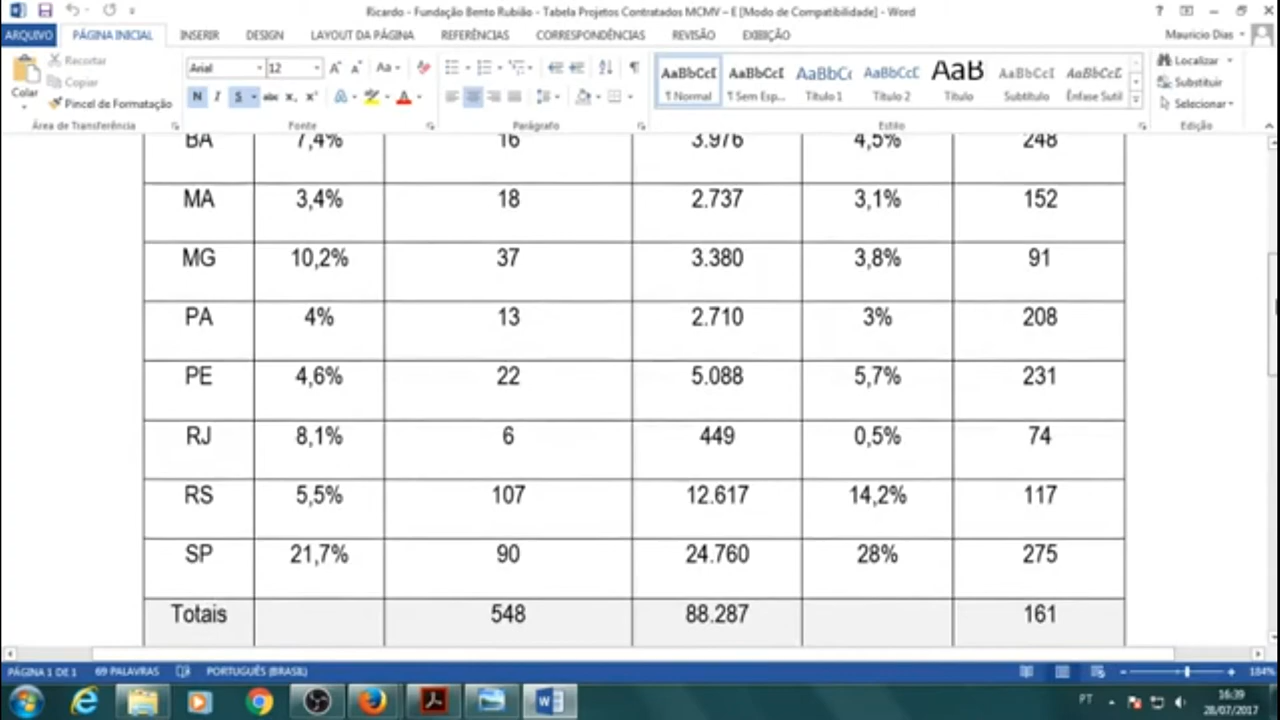 Ricardo - Fundação Bento Rubião - Tabela Projetos Contratados MCMV – E [Modo de Compatibilidade] - Word
ARQUIVO PÁGINA INICIAL INSERIR DESIGN LAYOUT DA PÁGINA REFERÊNCIAS CORRESPONDÊNCIAS REVISÃO EXIBIÇÃO Mauricio Dias
Colar
Recortar
Copiar
Pincel de Formatação
Área de Transferência
Arial 12
N I S abc
Fonte
Parágrafo
AaBbCcI AaBbCcI AaBbCc AaBbCcL AaB AaBbCcI AaBbCcL
¶ Normal ¶ Sem Esp... Título 1 Título 2 Título Subtítulo Ênfase Sutil
Estilo
Localizar
Substituir
Selecionar
Edição
BA 7,4% 16 3.976 4,5% 248
MA 3,4% 18 2.737 3,1% 152
MG 10,2% 37 3.380 3,8% 91
PA 4% 13 2.710 3% 208
PE 4,6% 22 5.088 5,7% 231
RJ 8,1% 6 449 0,5% 74
RS 5,5% 107 12.617 14,2% 117
SP 21,7% 90 24.760 28% 275
Totais 548 88.287 161
PÁGINA 1 DE 1 69 PALAVRAS PORTUGUÊS (BRASIL) 184%
PT 16:39
28/07/2017